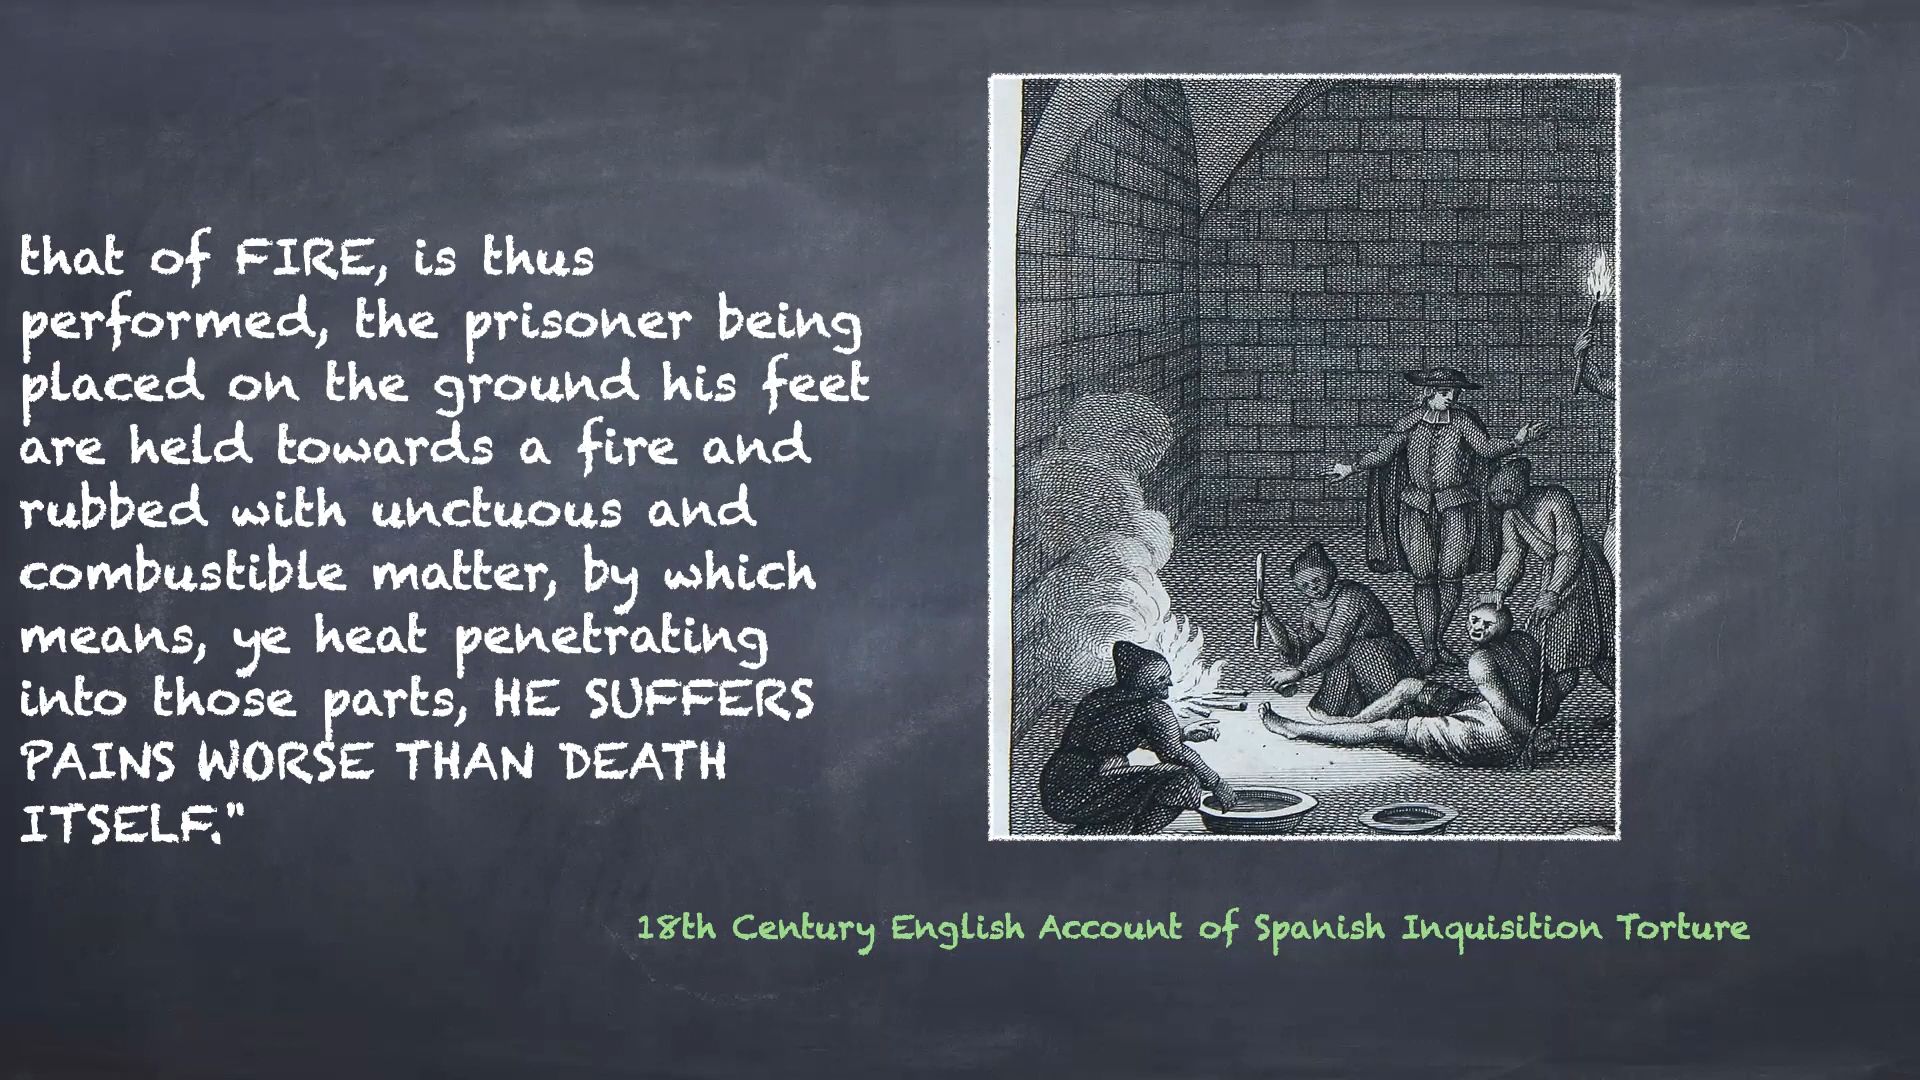 that of FIRE, is thus
performed, the prisoner being
placed on the ground his feet
are held towards a fire and
rubbed with unctuous and
combustible matter, by which
means, ye heat penetrating
into those parts, HE SUFFERS
PAINS WORSE THAN DEATH
ITSELF."
18th Century English Account of Spanish Inquisition Torture